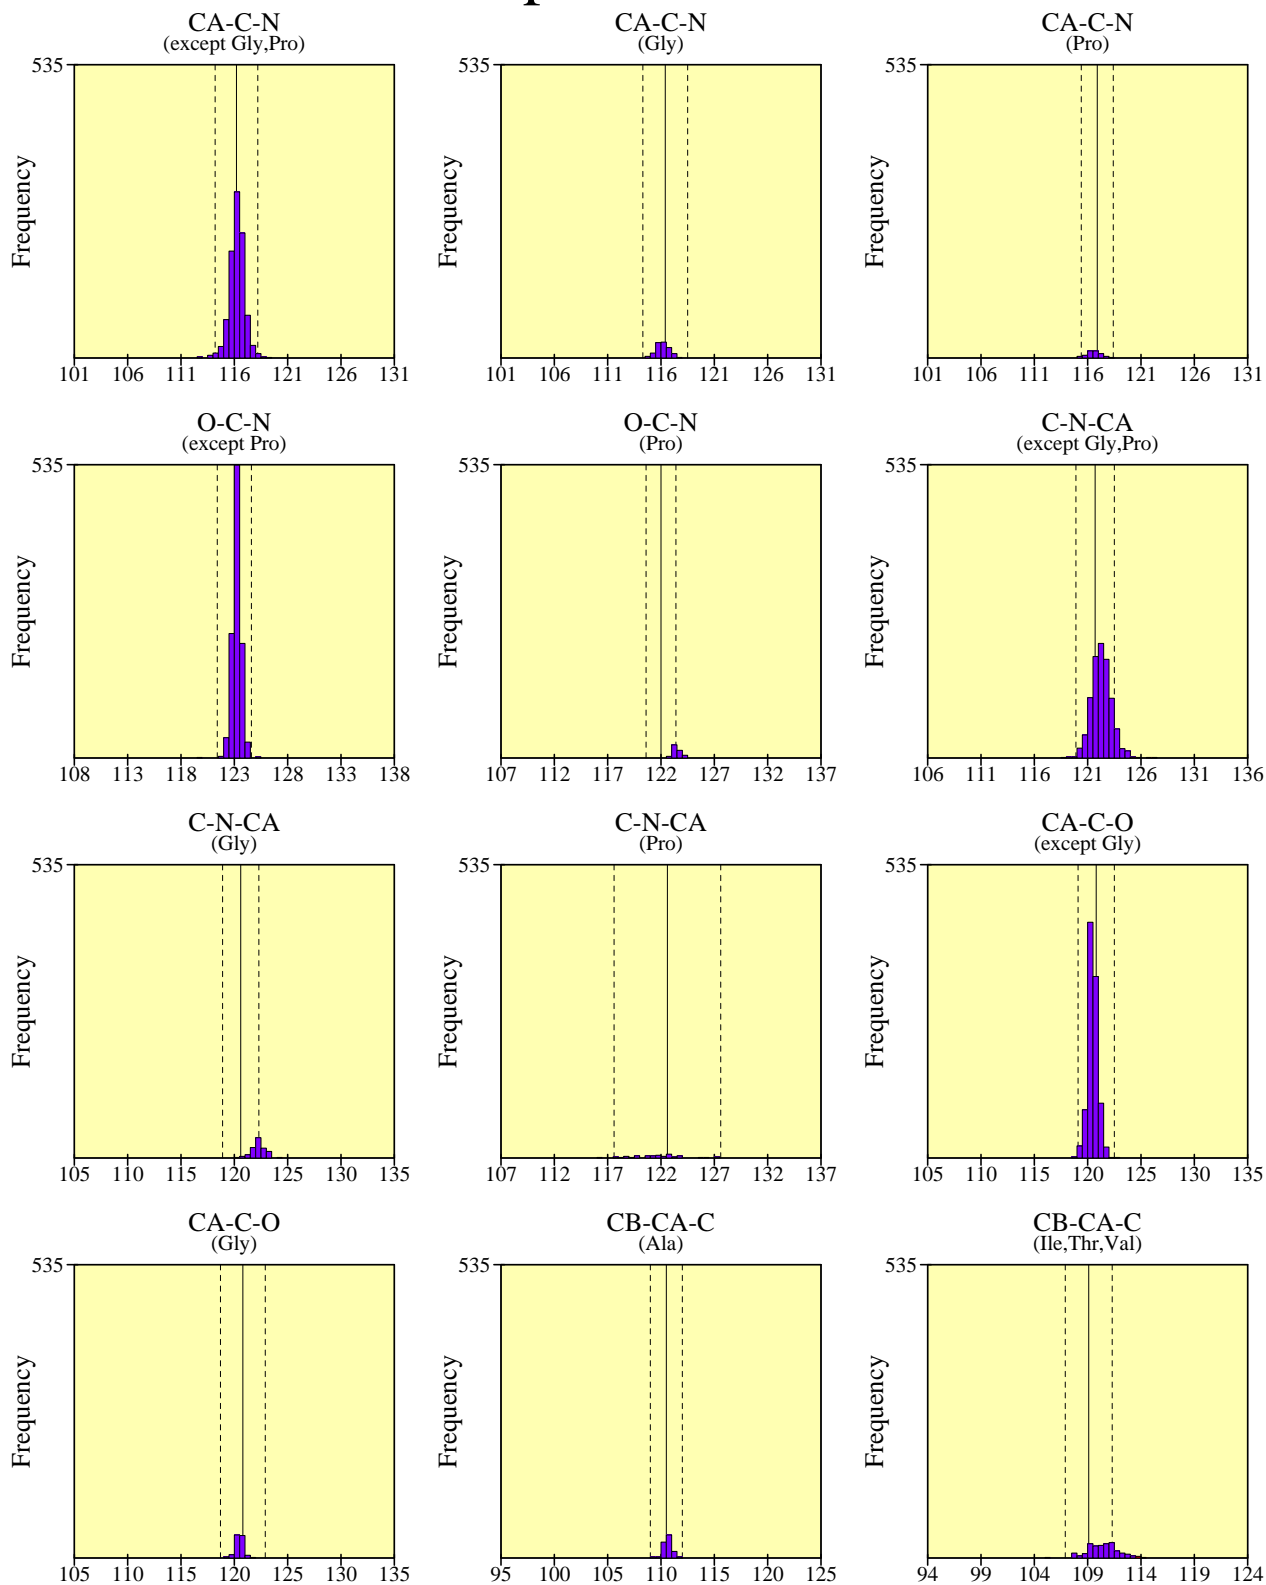 CA-C-N CA-C-N CA-C-N
(except Gly,Pro) (Gly) (Pro)
535 535 535
Frequency Frequency Frequency
101 106 111 116 121 126 131 101 106 111 116 121 126 131 101 106 111 116 121 126 131
O-C-N O-C-N C-N-CA
(except Pro) (Pro) (except Gly,Pro)
535 535 535
Frequency Frequency Frequency
108 113 118 123 128 133 138 107 112 117 122 127 132 137 106 111 116 121 126 131 136
C-N-CA C-N-CA CA-C-O
(Gly) (Pro) (except Gly)
535 535 535
Frequency Frequency Frequency
105 110 115 120 125 130 135 107 112 117 122 127 132 137 105 110 115 120 125 130 135
CA-C-O CB-CA-C CB-CA-C
(Gly) (Ala) (Ile,Thr,Val)
535 535 535
Frequency Frequency Frequency
105 110 115 120 125 130 135 95 100 105 110 115 120 125 94 99 104 109 114 119 124